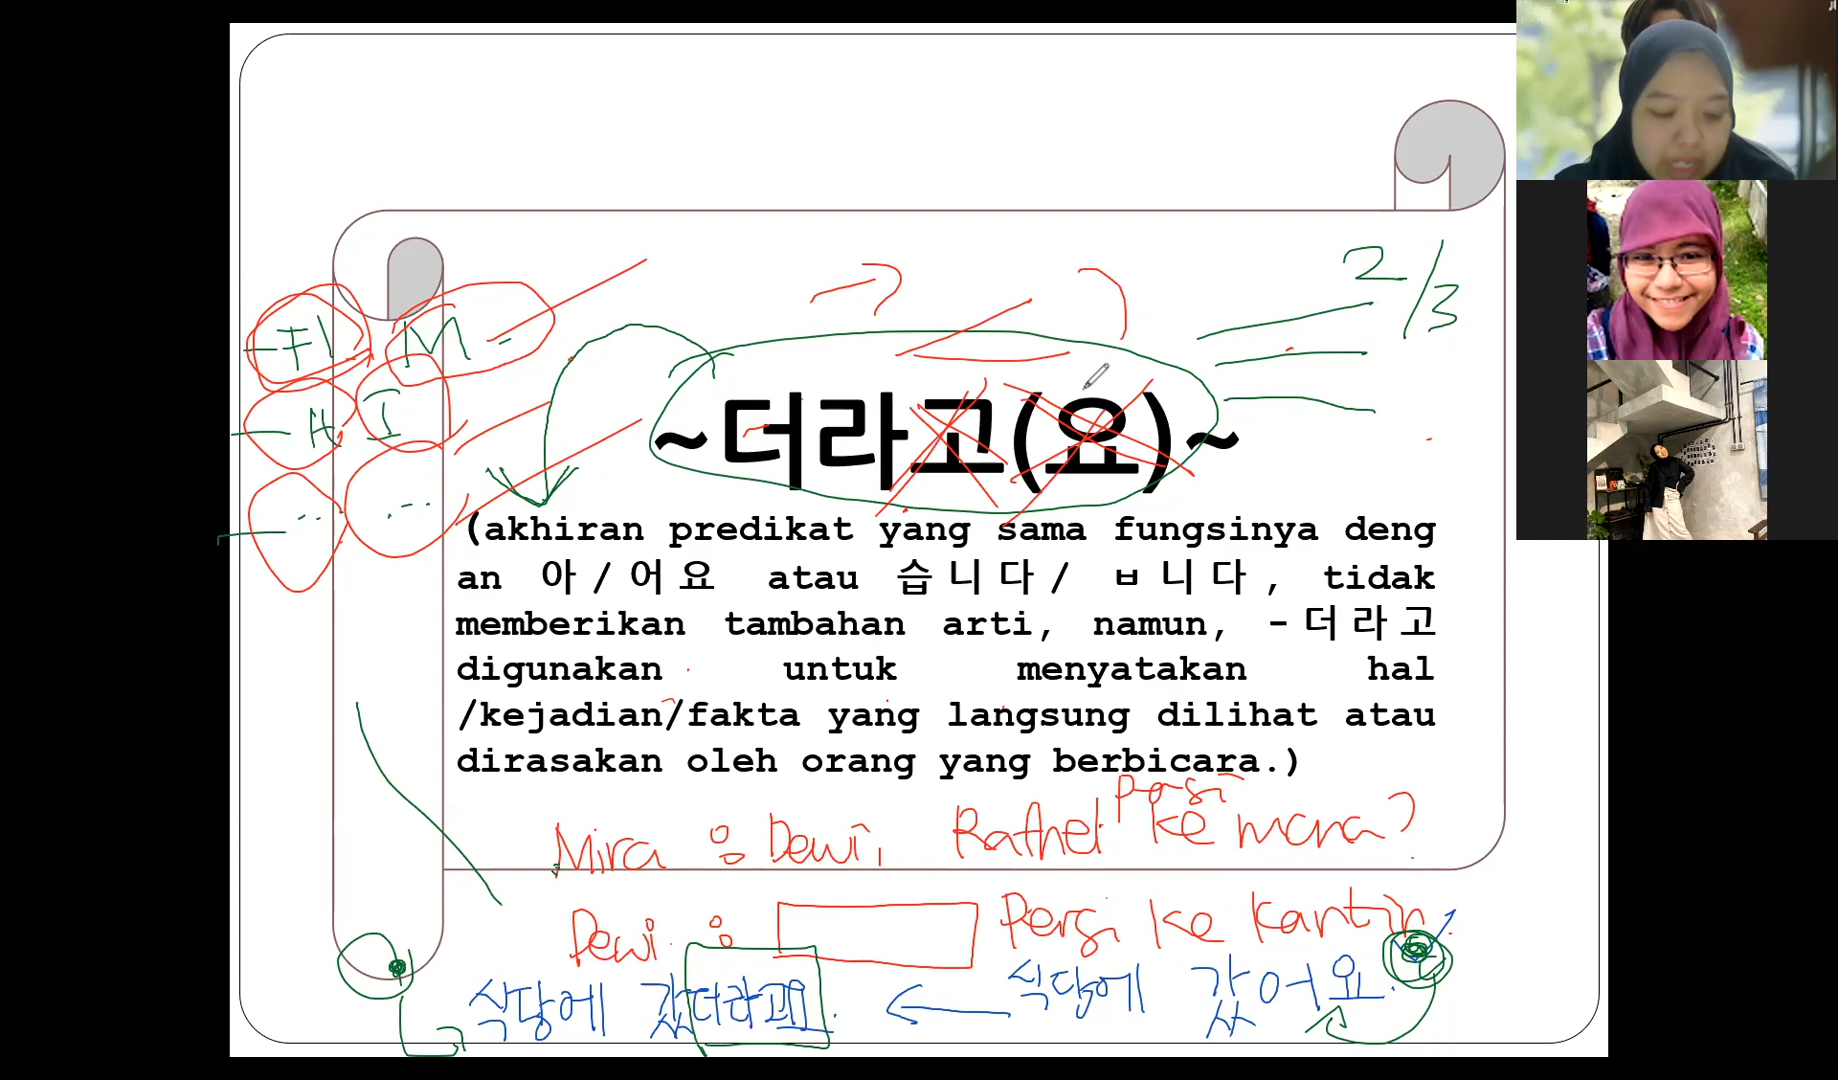 2/3
~더라고(요)~
(akhiran predikat yang sama fungsinya deng
an 아/어요 atau 습니다/ ㅂ니다, tidak
memberikan tambahan arti, namun, -더라고
digunakan untuk menyatakan hal
/kejadian/fakta yang langsung dilihat atau
dirasakan oleh orang yang berbicara.)
Mira : Dewi, Rafael pergi ke mana?
Dewi : Pergi ke kantin.
식당에 갔더라고요. ← 식당에 갔어요.